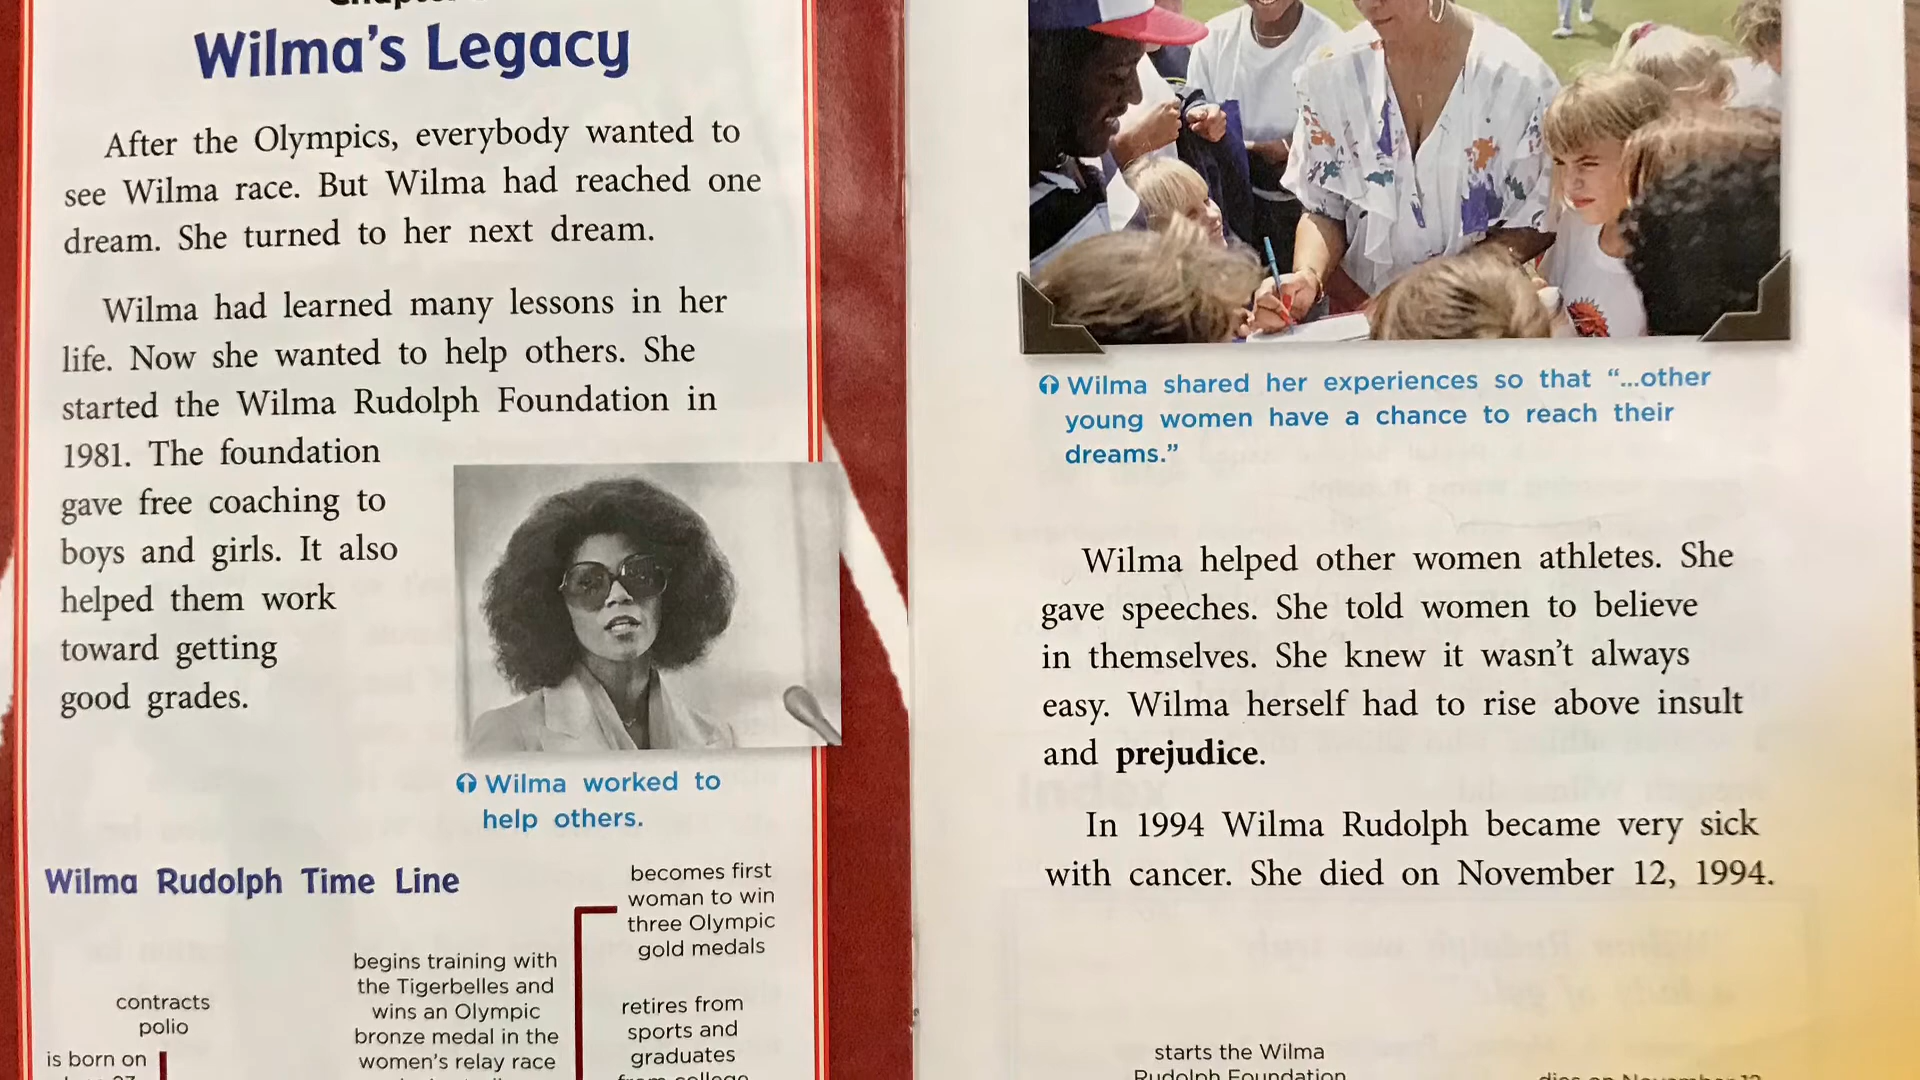 Wilma's Legacy
After the Olympics, everybody wanted to
see Wilma race. But Wilma had reached one
dream. She turned to her next dream.
Wilma had learned many lessons in her
life. Now she wanted to help others. She
started the Wilma Rudolph Foundation in
1981. The foundation
gave free coaching to
boys and girls. It also
helped them work
toward getting
good grades.
Wilma worked to
help others.
Wilma Rudolph Time Line
is born on
contracts
polio
begins training with
the Tigerbelles and
wins an Olympic
bronze medal in the
women's relay race
becomes first
woman to win
three Olympic
gold medals
retires from
sports and
graduates
from college
Wilma shared her experiences so that "...other
young women have a chance to reach their
dreams."
Wilma helped other women athletes. She
gave speeches. She told women to believe
in themselves. She knew it wasn't always
easy. Wilma herself had to rise above insult
and prejudice.
In 1994 Wilma Rudolph became very sick
with cancer. She died on November 12, 1994.
starts the Wilma
Rudolph Foundation
dies on November 12